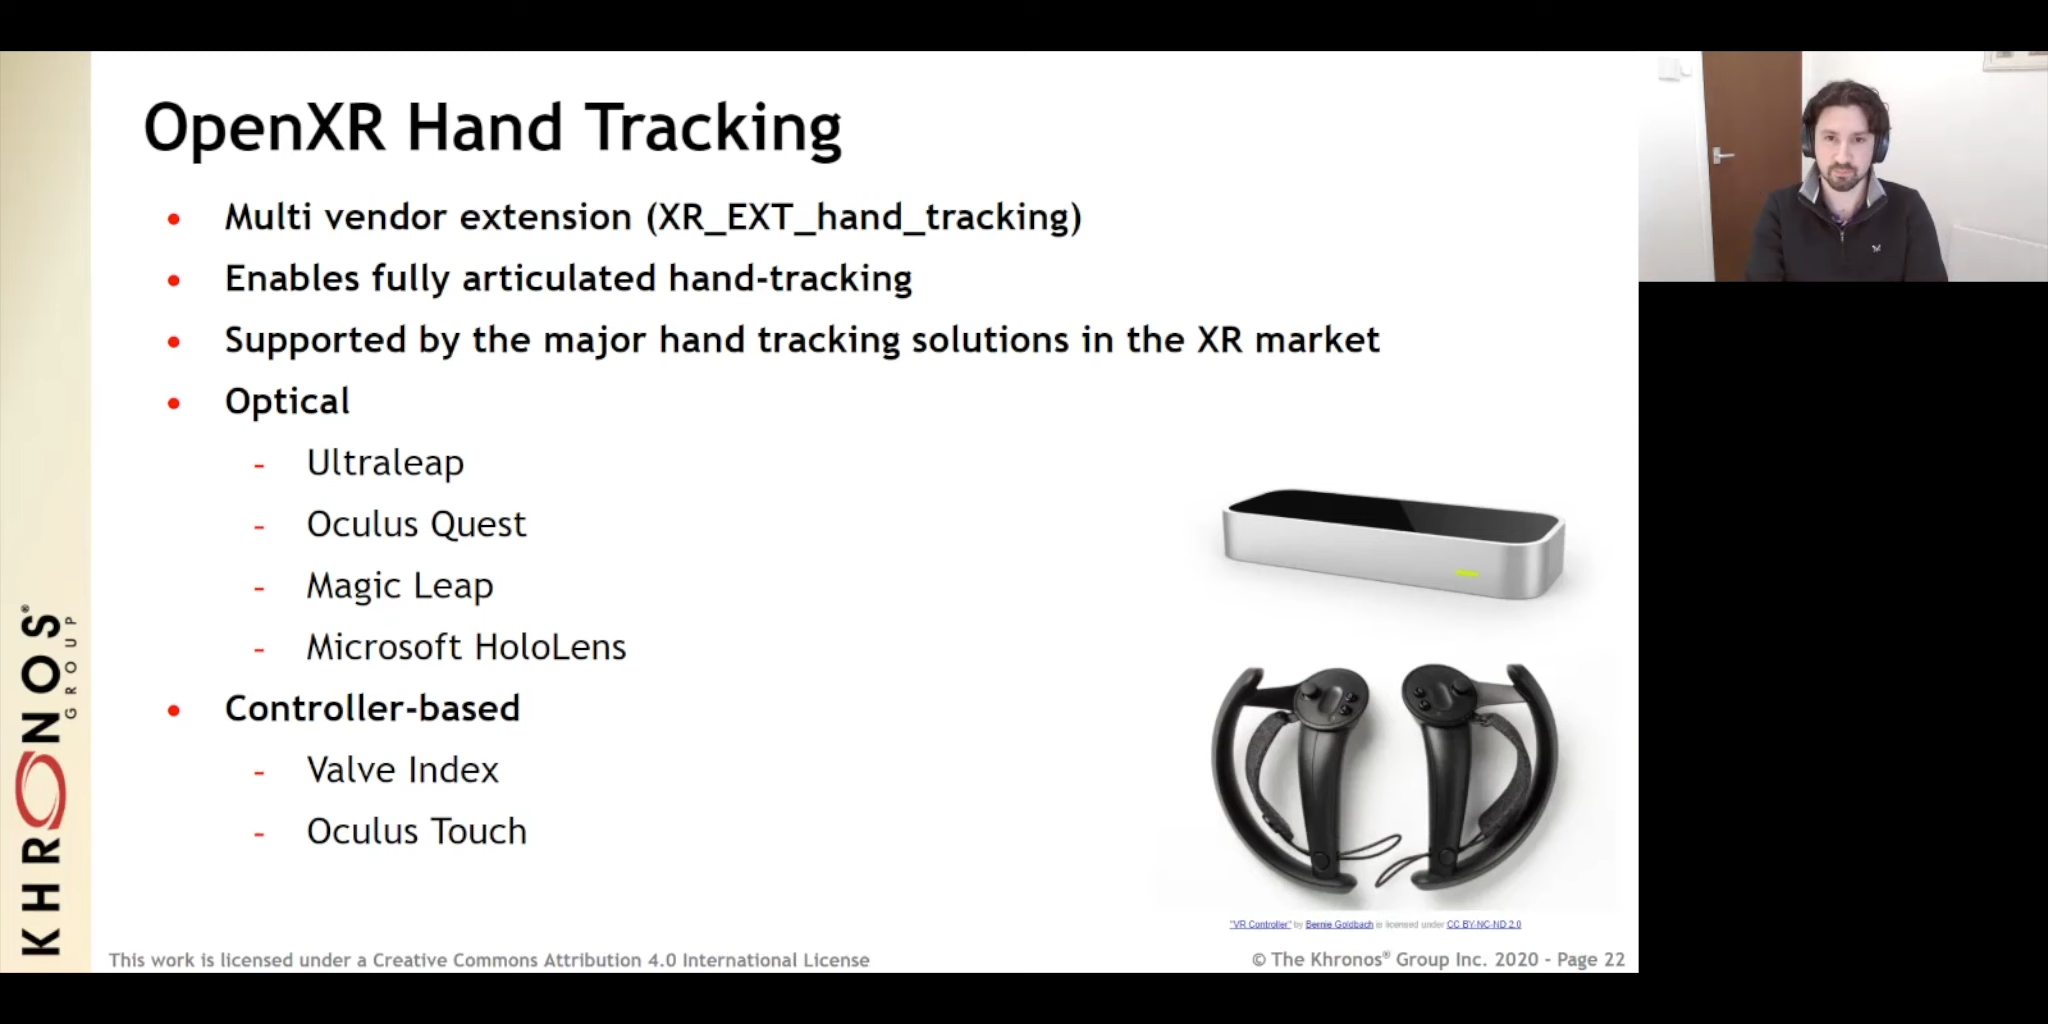 OpenXR Hand Tracking
• Multi vendor extension (XR_EXT_hand_tracking)
• Enables fully articulated hand-tracking
• Supported by the major hand tracking solutions in the XR market
• Optical
- Ultraleap
- Oculus Quest
- Magic Leap
- Microsoft HoloLens
• Controller-based
- Valve Index
- Oculus Touch
"VR Controller" by Bernie Goldbach is licensed under CC BY-NC-ND 2.0
This work is licensed under a Creative Commons Attribution 4.0 International License
© The Khronos® Group Inc. 2020 - Page 22
KHRONOS®
GROUP